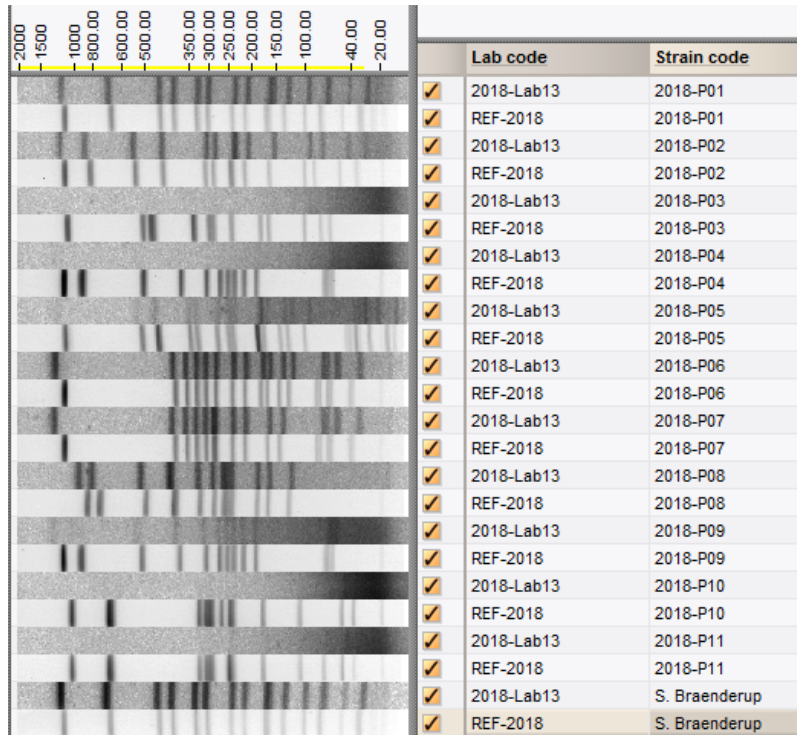 2000 1500 1000 800.00 600.00 500.00 350.00 300.00 250.00 200.00 150.00 100.00 40.00 20.00
Lab code Strain code
2018-Lab13 2018-P01
REF-2018 2018-P01
2018-Lab13 2018-P02
REF-2018 2018-P02
2018-Lab13 2018-P03
REF-2018 2018-P03
2018-Lab13 2018-P04
REF-2018 2018-P04
2018-Lab13 2018-P05
REF-2018 2018-P05
2018-Lab13 2018-P06
REF-2018 2018-P06
2018-Lab13 2018-P07
REF-2018 2018-P07
2018-Lab13 2018-P08
REF-2018 2018-P08
2018-Lab13 2018-P09
REF-2018 2018-P09
2018-Lab13 2018-P10
REF-2018 2018-P10
2018-Lab13 2018-P11
REF-2018 2018-P11
2018-Lab13 S. Braenderup
REF-2018 S. Braenderup